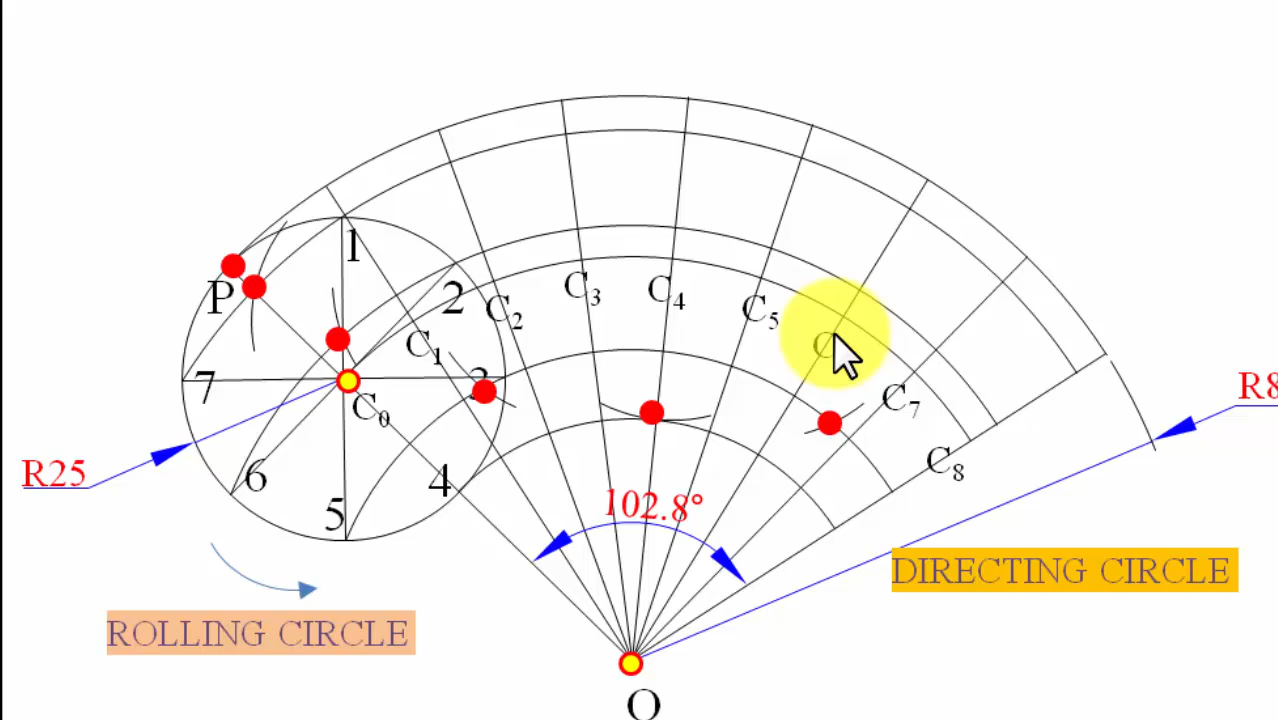 1
P
2
C₃
C₄
C₂
C₅
C₁
3
7
C₇
C₀
R8
C₈
R25
6
4
5
102.8°
DIRECTING CIRCLE
ROLLING CIRCLE
O